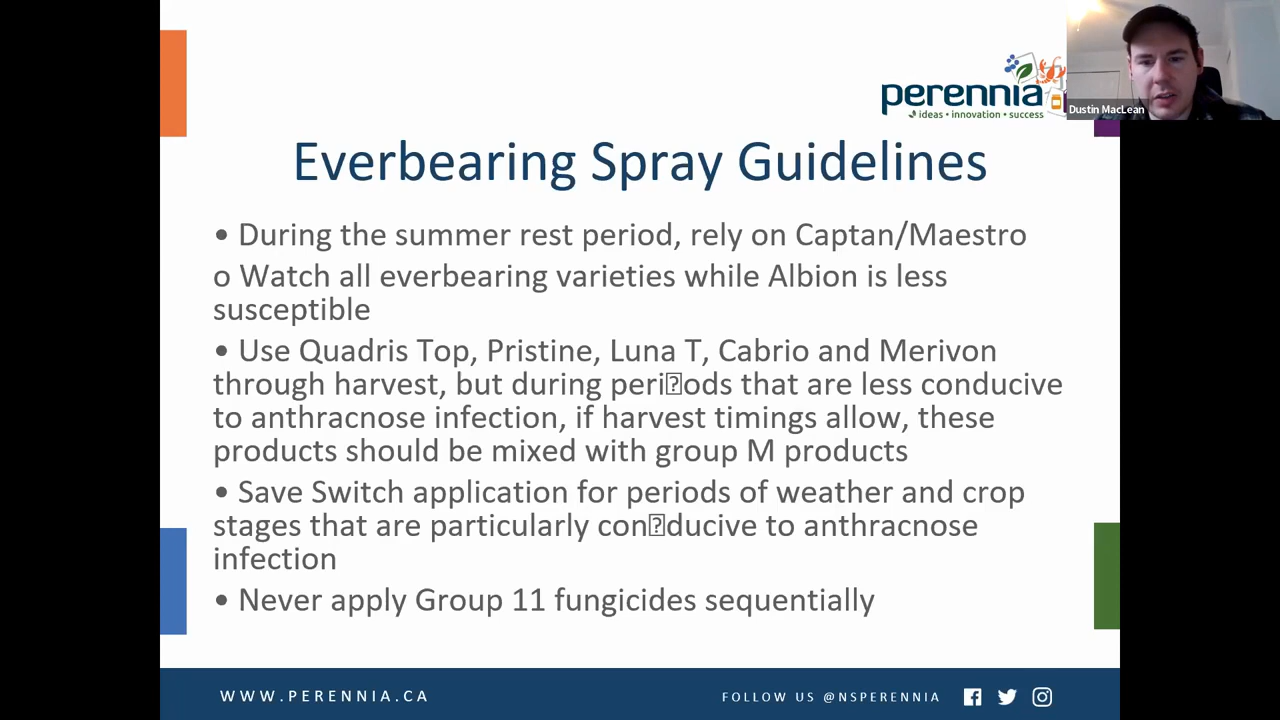 perennia
ideas • innovation • success
Dustin MacLean
Everbearing Spray Guidelines
• During the summer rest period, rely on Captan/Maestro
o Watch all everbearing varieties while Albion is less
susceptible
• Use Quadris Top, Pristine, Luna T, Cabrio and Merivon
through harvest, but during peri�ods that are less conducive
to anthracnose infection, if harvest timings allow, these
products should be mixed with group M products
• Save Switch application for periods of weather and crop
stages that are particularly con�ducive to anthracnose
infection
• Never apply Group 11 fungicides sequentially
WWW.PERENNIA.CA
FOLLOW US @NSPERENNIA